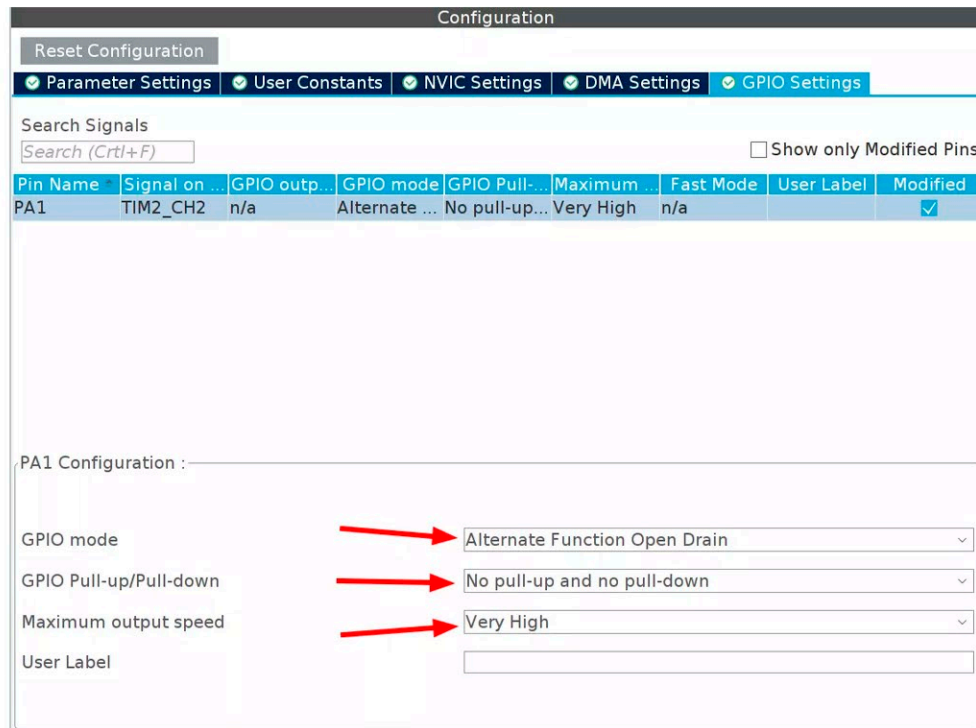 Configuration
Reset Configuration
Parameter Settings User Constants NVIC Settings DMA Settings GPIO Settings
Search Signals
Search (Crtl+F) Show only Modified Pins
Pin Name Signal on ... GPIO outp... GPIO mode GPIO Pull-... Maximum ... Fast Mode User Label Modified
PA1 TIM2_CH2 n/a Alternate ... No pull-up... Very High n/a
PA1 Configuration :
GPIO mode Alternate Function Open Drain
GPIO Pull-up/Pull-down No pull-up and no pull-down
Maximum output speed Very High
User Label